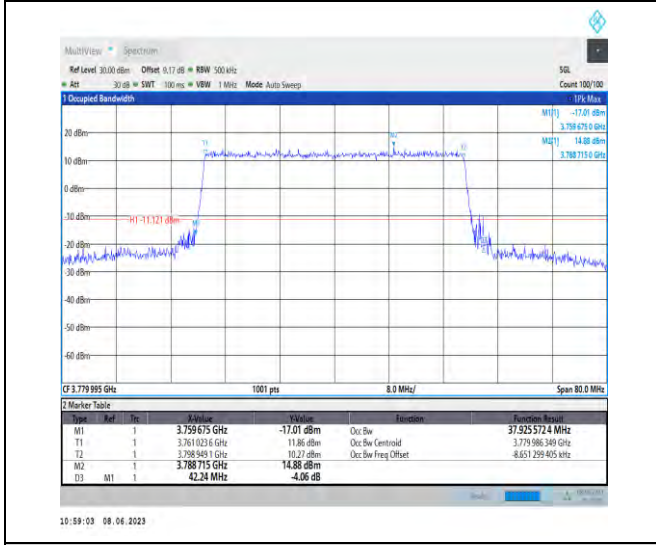 MultiView Spectrum
Ref Level 30.00 dBm Offset 9.17 dB RBW 500 kHz SGL
Att 30 dB SWT 100 ms VBW 1 MHz Mode Auto Sweep Count 100/100
1 Occupied Bandwidth 1Pk Max
M1[1] -17.01 dBm
3.759 675 0 GHz
20 dBm M2[1] 14.88 dBm
3.788 715 0 GHz
T1 M2 T2
10 dBm
0 dBm
-10 dBm
H1 -11.121 dBm M1
-20 dBm
-30 dBm
-40 dBm
-50 dBm
-60 dBm
CF 3.779 995 GHz 1001 pts 8.0 MHz/ Span 80.0 MHz
2 Marker Table
Type Ref Trc X-Value Y-Value Function Function Result
M1 1 3.759 675 GHz -17.01 dBm Occ Bw 37.925 572 4 MHz
T1 1 3.761 023 6 GHz 11.86 dBm Occ Bw Centroid 3.779 986 349 GHz
T2 1 3.798 949 1 GHz 10.27 dBm Occ Bw Freq Offset -8.651 299 405 kHz
M2 1 3.788 715 GHz 14.88 dBm
D3 M1 1 42.24 MHz -4.06 dB
10:59:03 08.06.2023